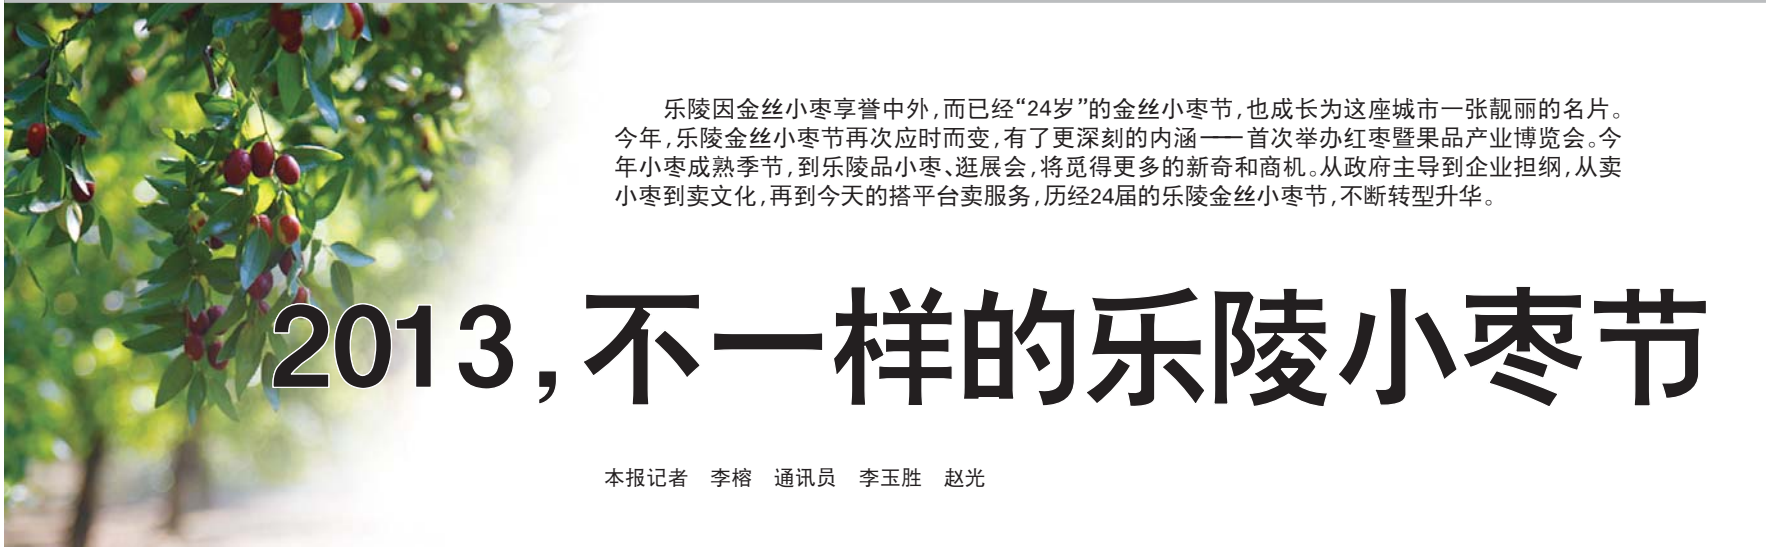 乐陵因金丝小枣享誉中外,而已经“24岁”的金丝小枣节,也成长为这座城市一张靓丽的名片。
今年,乐陵金丝小枣节再次应时而变,有了更深刻的内涵——首次举办红枣暨果品产业博览会。今
年小枣成熟季节,到乐陵品小枣、逛展会,将觅得更多的新奇和商机。从政府主导到企业担纲,从卖
小枣到卖文化,再到今天的搭平台卖服务,历经24届的乐陵金丝小枣节,不断转型升华。
2013,不一样的乐陵小枣节
本报记者 李榕 通讯员 李玉胜 赵光